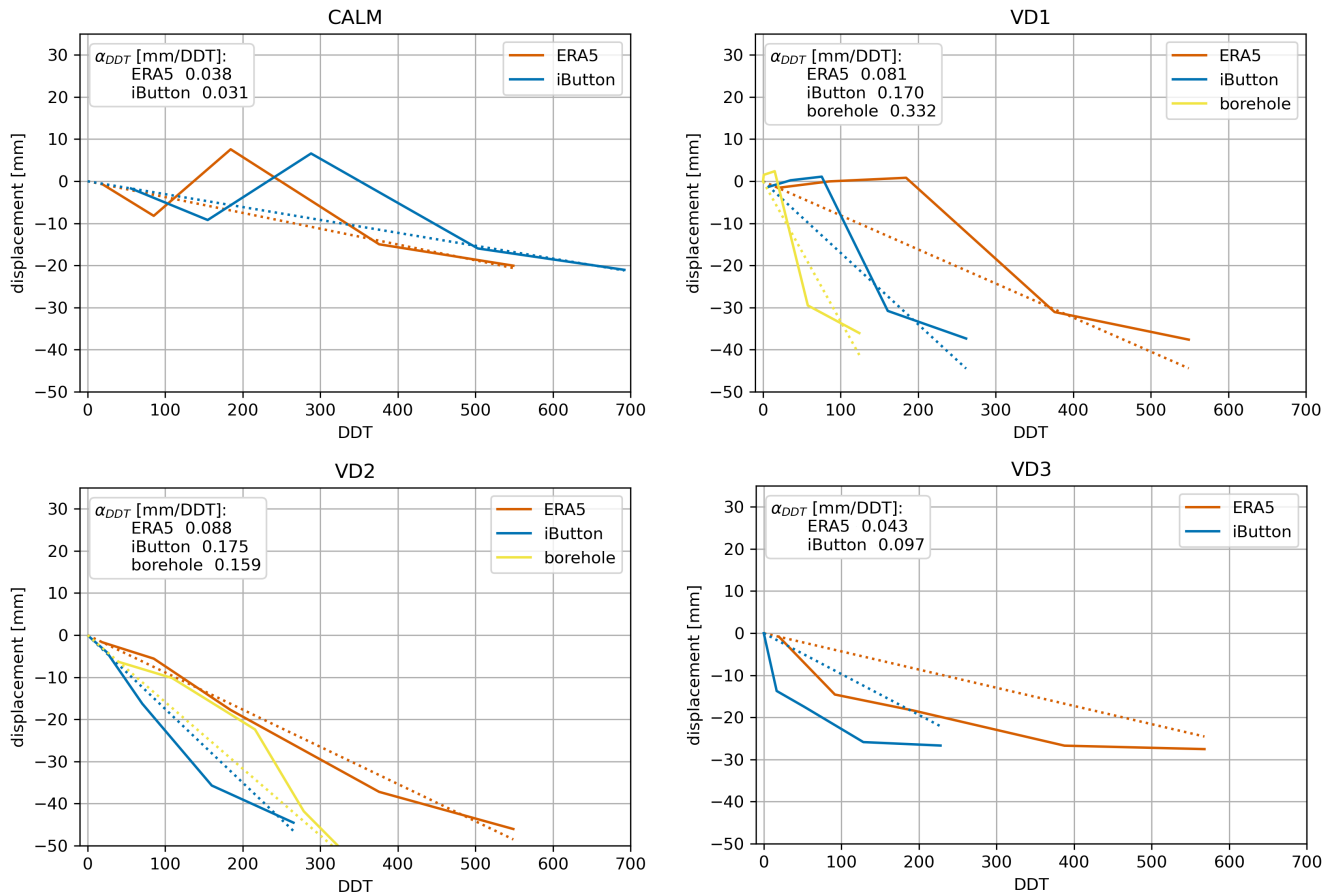 CALM
α_DDT [mm/DDT]:
ERA5 0.038
iButton 0.031
ERA5
iButton
30
20
10
0
−10
−20
−30
−40
−50
displacement [mm]
0 100 200 300 400 500 600 700
DDT
VD1
α_DDT [mm/DDT]:
ERA5 0.081
iButton 0.170
borehole 0.332
ERA5
iButton
borehole
30
20
10
0
−10
−20
−30
−40
−50
displacement [mm]
0 100 200 300 400 500 600 700
DDT
VD2
α_DDT [mm/DDT]:
ERA5 0.088
iButton 0.175
borehole 0.159
ERA5
iButton
borehole
30
20
10
0
−10
−20
−30
−40
−50
displacement [mm]
0 100 200 300 400 500 600 700
DDT
VD3
α_DDT [mm/DDT]:
ERA5 0.043
iButton 0.097
ERA5
iButton
30
20
10
0
−10
−20
−30
−40
−50
displacement [mm]
0 100 200 300 400 500 600 700
DDT